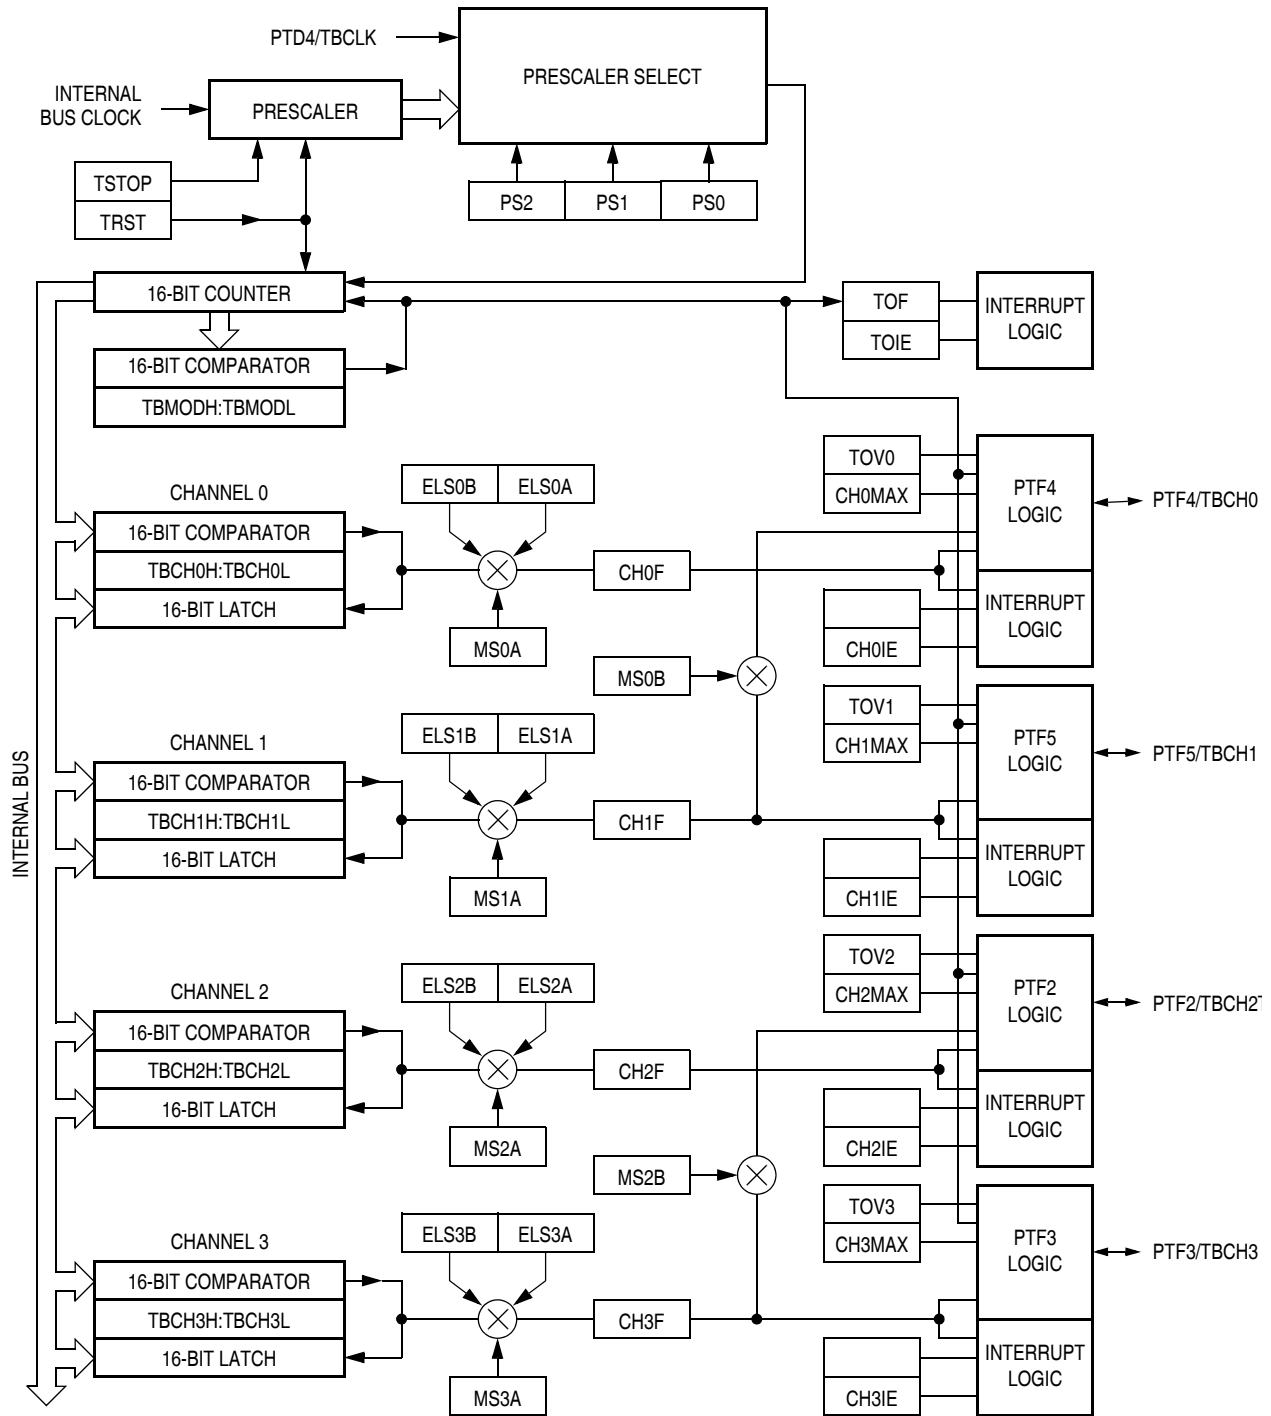 PTD4/TBCLK
PRESCALER SELECT
INTERNAL
BUS CLOCK
PRESCALER
TSTOP
TRST
PS2
PS1
PS0
16-BIT COUNTER
16-BIT COMPARATOR
TBMODH:TBMODL
TOF
TOIE
INTERRUPT
LOGIC
INTERNAL BUS
CHANNEL 0
16-BIT COMPARATOR
TBCH0H:TBCH0L
16-BIT LATCH
ELS0B
ELS0A
MS0A
CH0F
MS0B
TOV0
CH0MAX
PTF4
LOGIC
PTF4/TBCH0
CH0IE
INTERRUPT
LOGIC
CHANNEL 1
16-BIT COMPARATOR
TBCH1H:TBCH1L
16-BIT LATCH
ELS1B
ELS1A
MS1A
CH1F
TOV1
CH1MAX
PTF5
LOGIC
PTF5/TBCH1
CH1IE
INTERRUPT
LOGIC
CHANNEL 2
16-BIT COMPARATOR
TBCH2H:TBCH2L
16-BIT LATCH
ELS2B
ELS2A
MS2A
CH2F
MS2B
TOV2
CH2MAX
PTF2
LOGIC
PTF2/TBCH2T
CH2IE
INTERRUPT
LOGIC
CHANNEL 3
16-BIT COMPARATOR
TBCH3H:TBCH3L
16-BIT LATCH
ELS3B
ELS3A
MS3A
CH3F
TOV3
CH3MAX
PTF3
LOGIC
PTF3/TBCH3
CH3IE
INTERRUPT
LOGIC